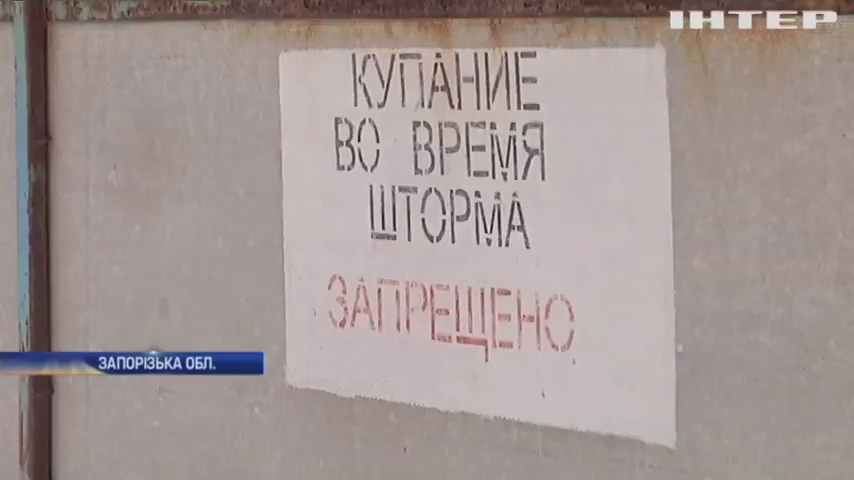 ІНТЕР
КУПАНИЕ
ВО ВРЕМЯ
ШТОРМА
ЗАПРЕЩЕНО
ЗАПОРІЗЬКА ОБЛ.